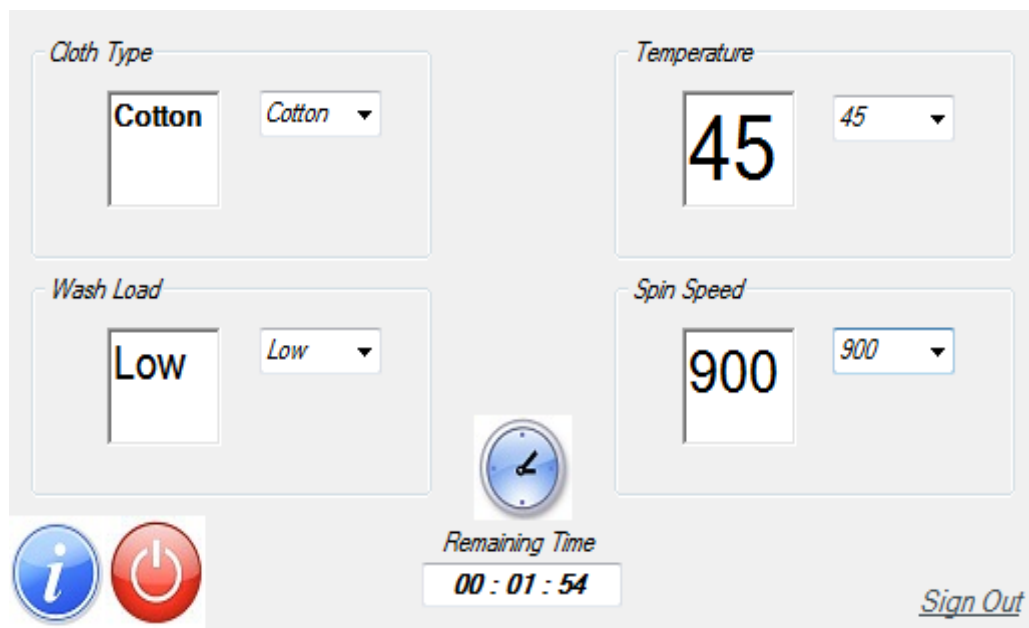 Cloth Type
Cotton
Cotton
Temperature
45
45
Wash Load
Low
Low
Spin Speed
900
900
i
Remaining Time
00 : 01 : 54
Sign Out